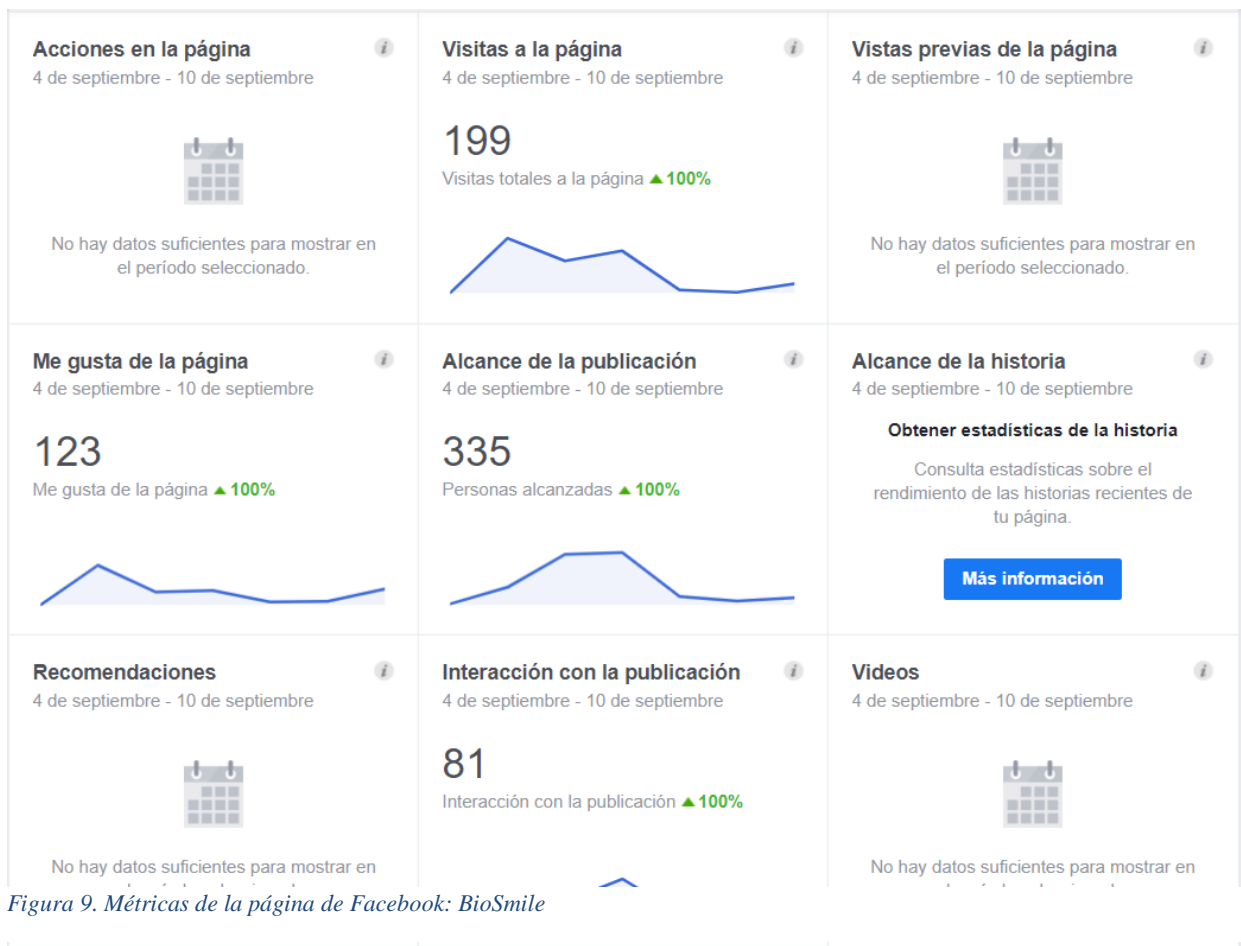 Acciones en la página
4 de septiembre - 10 de septiembre
No hay datos suficientes para mostrar en
el período seleccionado.
Visitas a la página
4 de septiembre - 10 de septiembre
199
Visitas totales a la página ▲ 100%
Vistas previas de la página
4 de septiembre - 10 de septiembre
No hay datos suficientes para mostrar en
el período seleccionado.
Me gusta de la página
4 de septiembre - 10 de septiembre
123
Me gusta de la página ▲ 100%
Alcance de la publicación
4 de septiembre - 10 de septiembre
335
Personas alcanzadas ▲ 100%
Alcance de la historia
4 de septiembre - 10 de septiembre
Obtener estadísticas de la historia
Consulta estadísticas sobre el
rendimiento de las historias recientes de
tu página.
Más información
Recomendaciones
4 de septiembre - 10 de septiembre
No hay datos suficientes para mostrar en
Interacción con la publicación
4 de septiembre - 10 de septiembre
81
Interacción con la publicación ▲ 100%
Videos
4 de septiembre - 10 de septiembre
No hay datos suficientes para mostrar en
Figura 9. Métricas de la página de Facebook: BioSmile